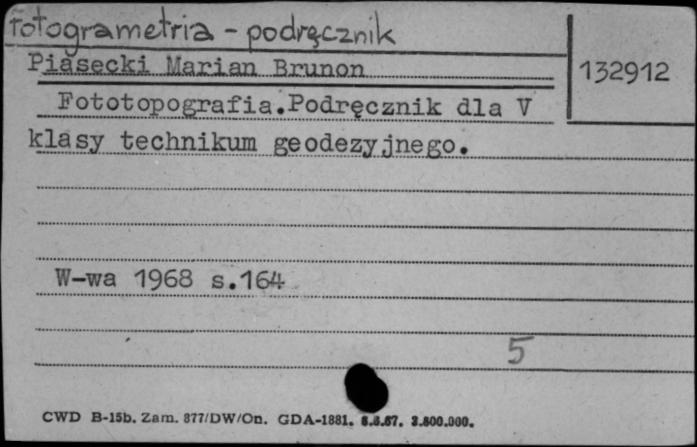 fotogrametria - podręcznik
Piasecki Marian Brunon
132912
Fototopografia.Podręcznik dla V
klasy technikum geodezyjnego.
W-wa 1968 s.164
5
CWD B-15b. Zam. 877/DW/On. GDA-1881. 8.6.67. 3.800.000.